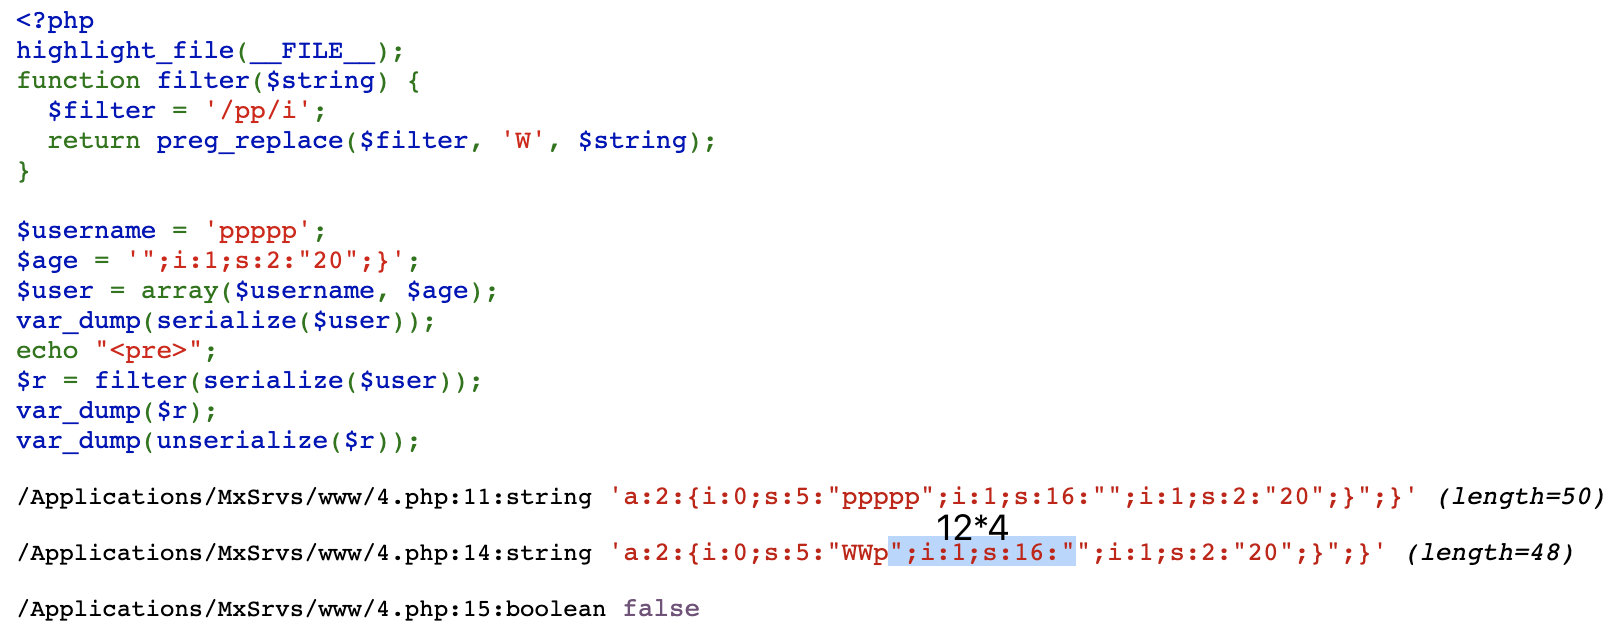 <?php
highlight_file(__FILE__);
function filter($string) {
  $filter = '/pp/i';
  return preg_replace($filter, 'W', $string);
}
$username = 'ppppp';
$age = '";i:1;s:2:"20";}';
$user = array($username, $age);
var_dump(serialize($user));
echo "<pre>";
$r = filter(serialize($user));
var_dump($r);
var_dump(unserialize($r));
/Applications/MxSrvs/www/4.php:11:string 'a:2:{i:0;s:5:"ppppp";i:1;s:16:"";i:1;s:2:"20";}";}' (length=50)
12*4
/Applications/MxSrvs/www/4.php:14:string 'a:2:{i:0;s:5:"WWp";i:1;s:16:"";i:1;s:2:"20";}";}' (length=48)
/Applications/MxSrvs/www/4.php:15:boolean false